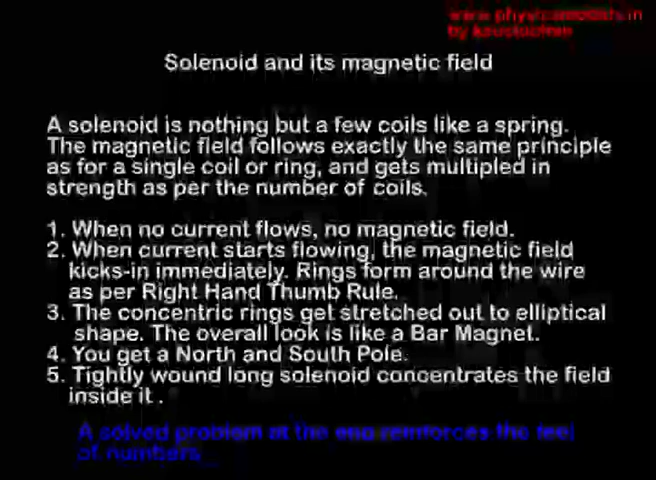 by
Solenoid and its magnetic field
A solenoid is nothing but a few coils like a spring.
The magnetic field follows exactly the same principle
as for a single coil or ring, and gets multipled in
strength as per the number of coils.
1. When no current flows, no magnetic field.
2. When current starts flowing, the magnetic field
kicks-in immediately. Rings form around the wire
as per Right Hand Thumb Rule.
3. The concentric rings get stretched out to elliptical
shape. The overall look is like a Bar Magnet.
4. You get a North and South Pole.
5. Tightly wound long solenoid concentrates the field
inside it .
A solved problem at the end reinforces the feel
of numbers